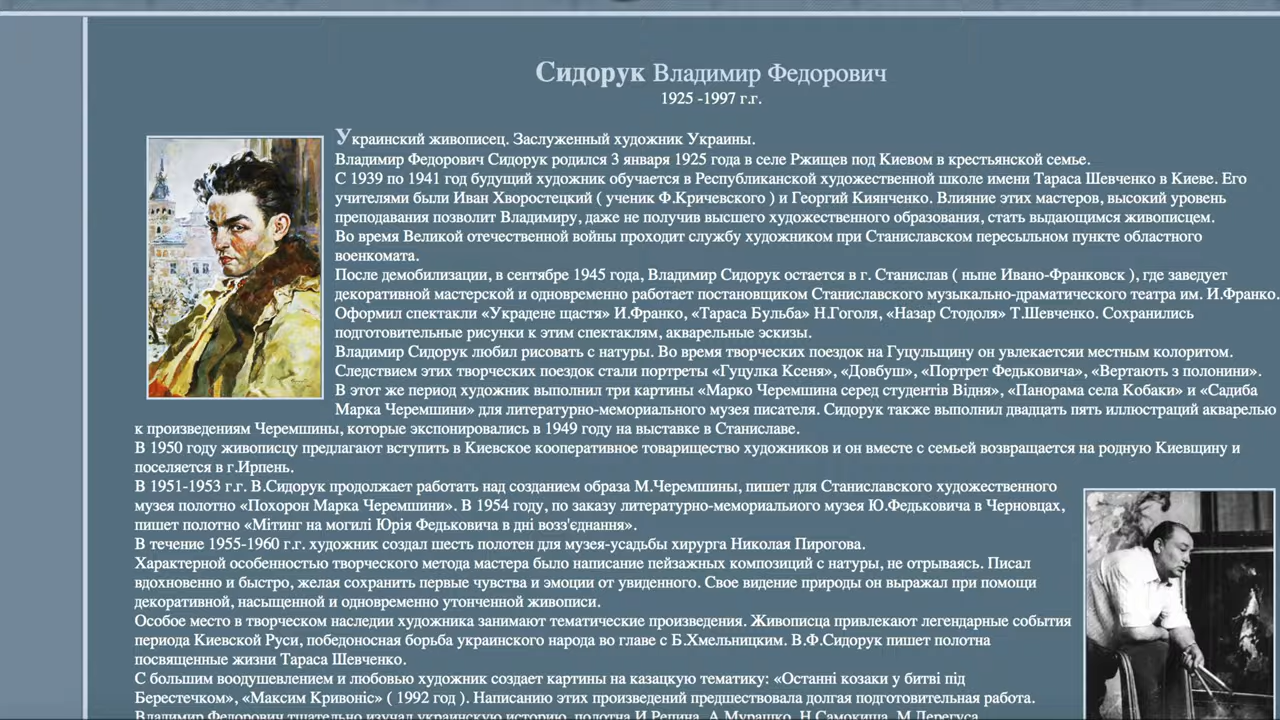 Сидорук Владимир Федорович
1925 -1997 г.г.
Украинский живописец. Заслуженный художник Украины.
Владимир Федорович Сидорук родился 3 января 1925 года в селе Ржищев под Киевом в крестьянской семье.
С 1939 по 1941 год будущий художник обучается в Республиканской художественной школе имени Тараса Шевченко в Киеве. Его
учителями были Иван Хворостецкий ( ученик Ф.Кричевского ) и Георгий Киянченко. Влияние этих мастеров, высокий уровень
преподавания позволит Владимиру, даже не получив высшего художественного образования, стать выдающимся живописцем.
Во время Великой отечественной войны проходит службу художником при Станиславском пересыльном пункте областного
военкомата.
После демобилизации, в сентябре 1945 года, Владимир Сидорук остается в г. Станислав ( ныне Ивано-Франковск ), где заведует
декоративной мастерской и одновременно работает постановщиком Станиславского музыкально-драматического театра им. И.Франко.
Оформил спектакли «Украдене щастя» И.Франко, «Тараса Бульба» Н.Гоголя, «Назар Стодоля» Т.Шевченко. Сохранились
подготовительные рисунки к этим спектаклям, акварельные эскизы.
Владимир Сидорук любил рисовать с натуры. Во время творческих поездок на Гуцульщину он увлекаетсяи местным колоритом.
Следствием этих творческих поездок стали портреты «Гуцулка Ксеня», «Довбуш», «Портрет Федьковича», «Вертають з полонини».
В этот же период художник выполнил три картины «Марко Черемшина серед студентів Відня», «Панорама села Кобаки» и «Садиба
Марка Черемшини» для литературно-мемориального музея писателя. Сидорук также выполнил двадцать пять иллюстраций акварелью
к произведениям Черемшины, которые экспонировались в 1949 году на выставке в Станиславе.
В 1950 году живописцу предлагают вступить в Киевское кооперативное товарищество художников и он вместе с семьей возвращается на родную Киевщину и
поселяется в г.Ирпень.
В 1951-1953 г.г. В.Сидорук продолжает работать над созданием образа М.Черемшины, пишет для Станиславского художественного
музея полотно «Похорон Марка Черемшини». В 1954 году, по заказу литературно-мемориальиого музея Ю.Федьковича в Черновцах,
пишет полотно «Мітинг на могилі Юрія Федьковича в дні возз'єднання».
В течение 1955-1960 г.г. художник создал шесть полотен для музея-усадьбы хирурга Николая Пирогова.
Характерной особенностью творческого метода мастера было написание пейзажных композиций с натуры, не отрываясь. Писал
вдохновенно и быстро, желая сохранить первые чувства и эмоции от увиденного. Свое видение природы он выражал при помощи
декоративной, насыщенной и одновременно утонченной живописи.
Особое место в творческом наследии художника занимают тематические произведения. Живописца привлекают легендарные события
периода Киевской Руси, победоносная борьба украинского народа во главе с Б.Хмельницким. В.Ф.Сидорук пишет полотна
посвященные жизни Тараса Шевченко.
С большим воодушевлением и любовью художник создает картины на казацкую тематику: «Останні козаки у битві під
Берестечком», «Максим Кривоніс» ( 1992 год ). Написанию этих произведений предшествовала долгая подготовительная работа.
Владимир Федорович тщательно изучал украинскую историю, полотна И.Репина, А.Мурашко, Н.Самокиша, М.Дерегуса